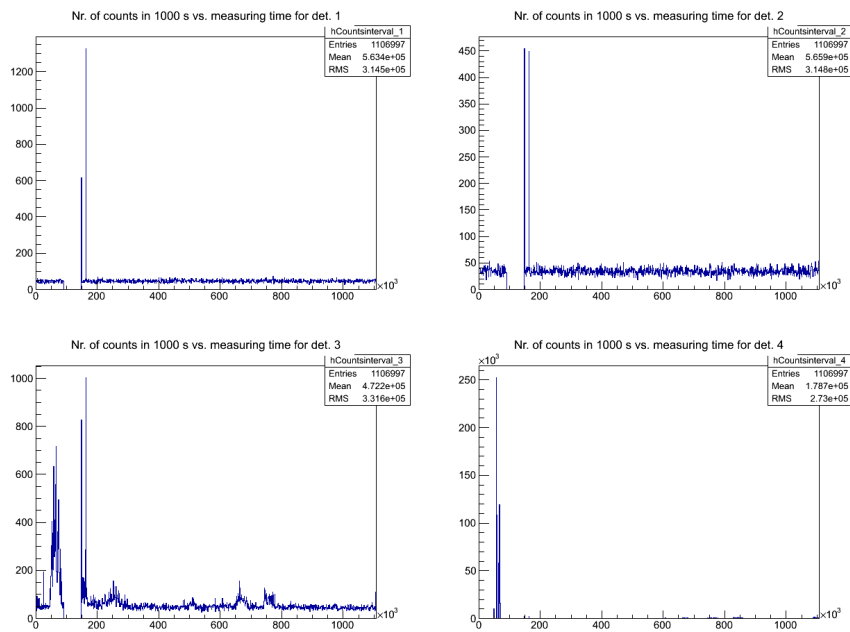 Nr. of counts in 1000 s vs. measuring time for det. 1
hCountsinterval_1
Entries 1106997
Mean 5.634e+05
RMS 3.145e+05
1400
1200
1000
800
600
400
200
0
0 200 400 600 800 1000
×10³
Nr. of counts in 1000 s vs. measuring time for det. 2
hCountsinterval_2
Entries 1106997
Mean 5.659e+05
RMS 3.148e+05
450
400
350
300
250
200
150
100
50
0
0 200 400 600 800 1000
×10³
Nr. of counts in 1000 s vs. measuring time for det. 3
hCountsinterval_3
Entries 1106997
Mean 4.722e+05
RMS 3.316e+05
1000
800
600
400
200
0
0 200 400 600 800 1000
×10³
Nr. of counts in 1000 s vs. measuring time for det. 4
×10³
hCountsinterval_4
Entries 1106997
Mean 1.787e+05
RMS 2.73e+05
250
200
150
100
50
0
0 200 400 600 800 1000
×10³